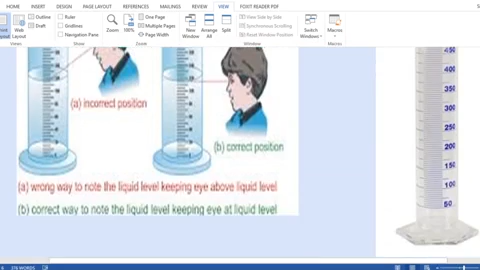 FILE HOME INSERT DESIGN PAGE LAYOUT REFERENCES MAILINGS REVIEW VIEW FOXIT READER PDF
Print Layout
Web Layout
Outline
Draft
Views
Ruler
Gridlines
Navigation Pane
Show
Zoom
One Page
Multiple Pages
Page Width
Zoom
New Window
Arrange All
Split
View Side by Side
Synchronous Scrolling
Reset Window Position
Window
Switch Windows
Macros
Macros
(a) incorrect position
(b) correct position
(a) wrong way to note the liquid level keeping eye above liquid level
(b) correct way to note the liquid level keeping eye at liquid level
450
400
350
300
250
200
150
100
50